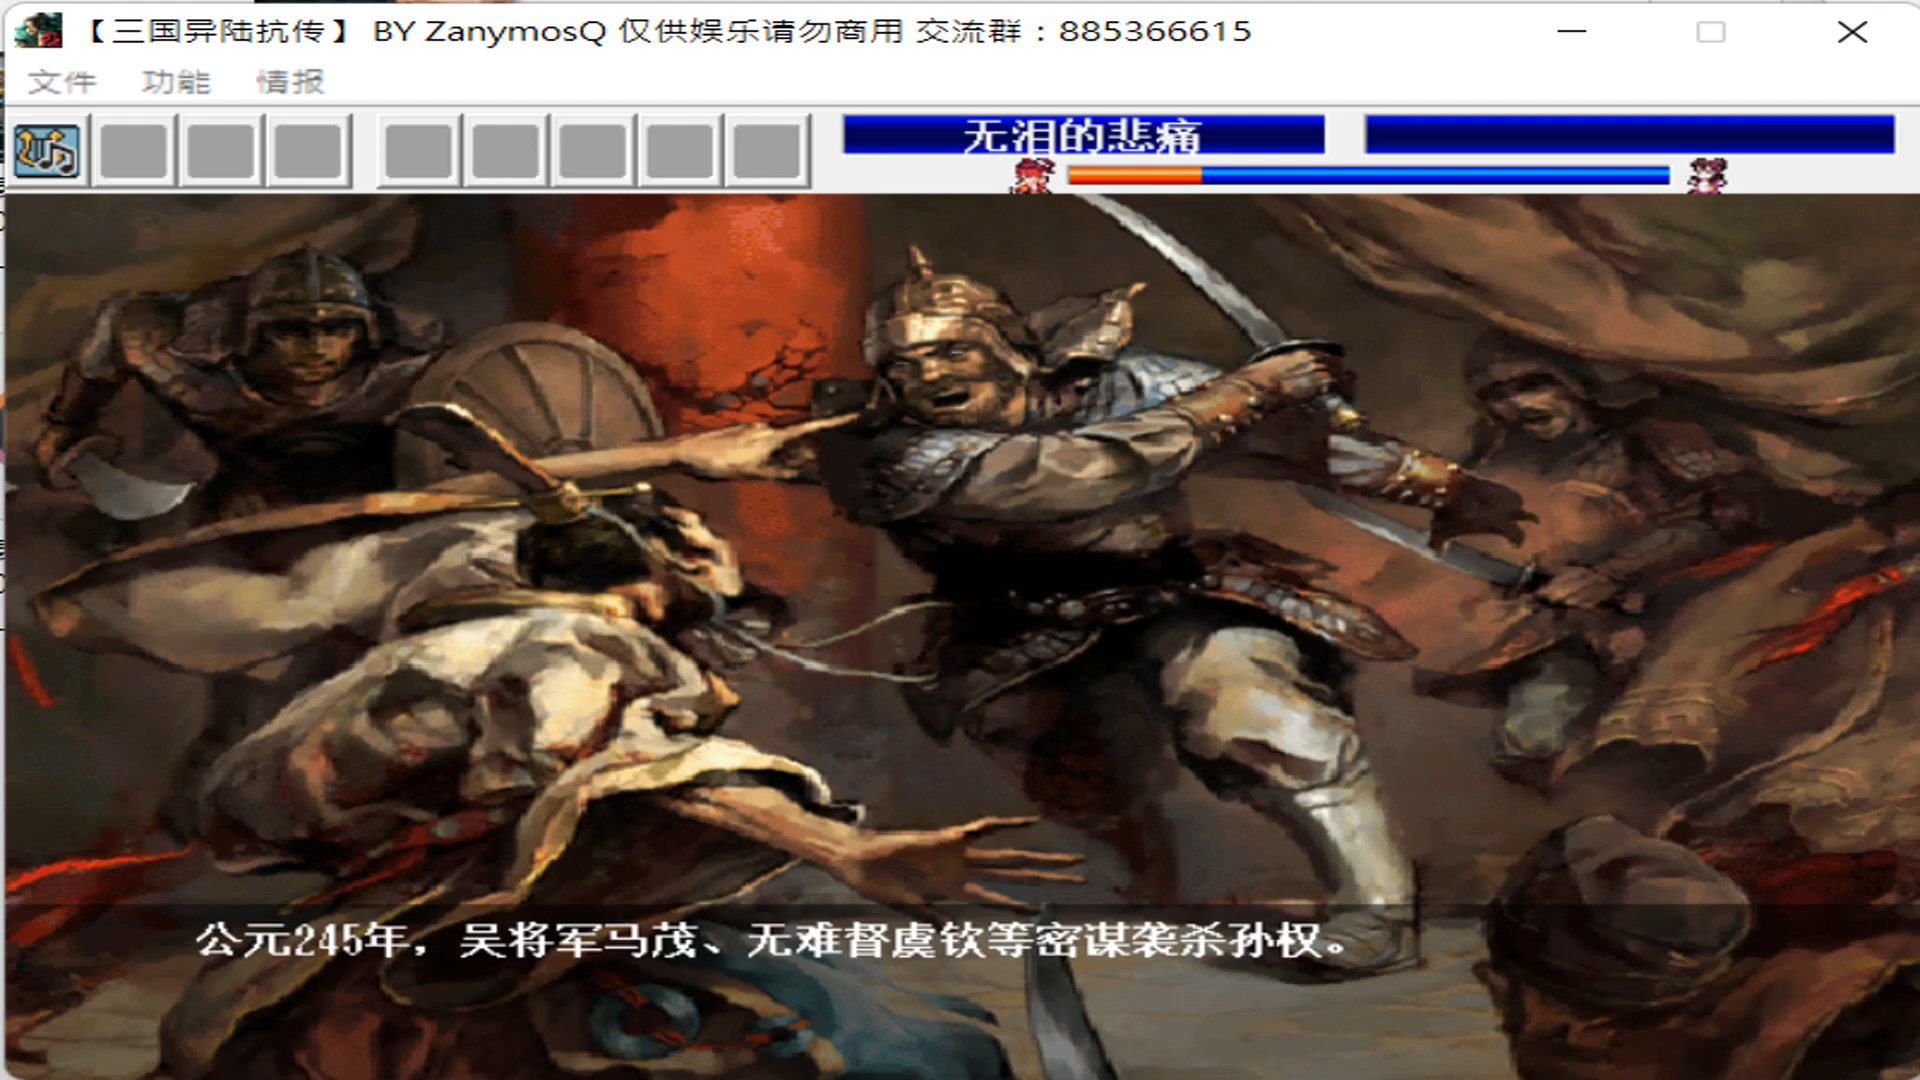 【三国异陆抗传】 BY ZanymosQ 仅供娱乐请勿商用 交流群：885366615
文件 功能 情报
无泪的悲痛
公元245年，吴将军马茂、无难督虞钦等密谋袭杀孙权。